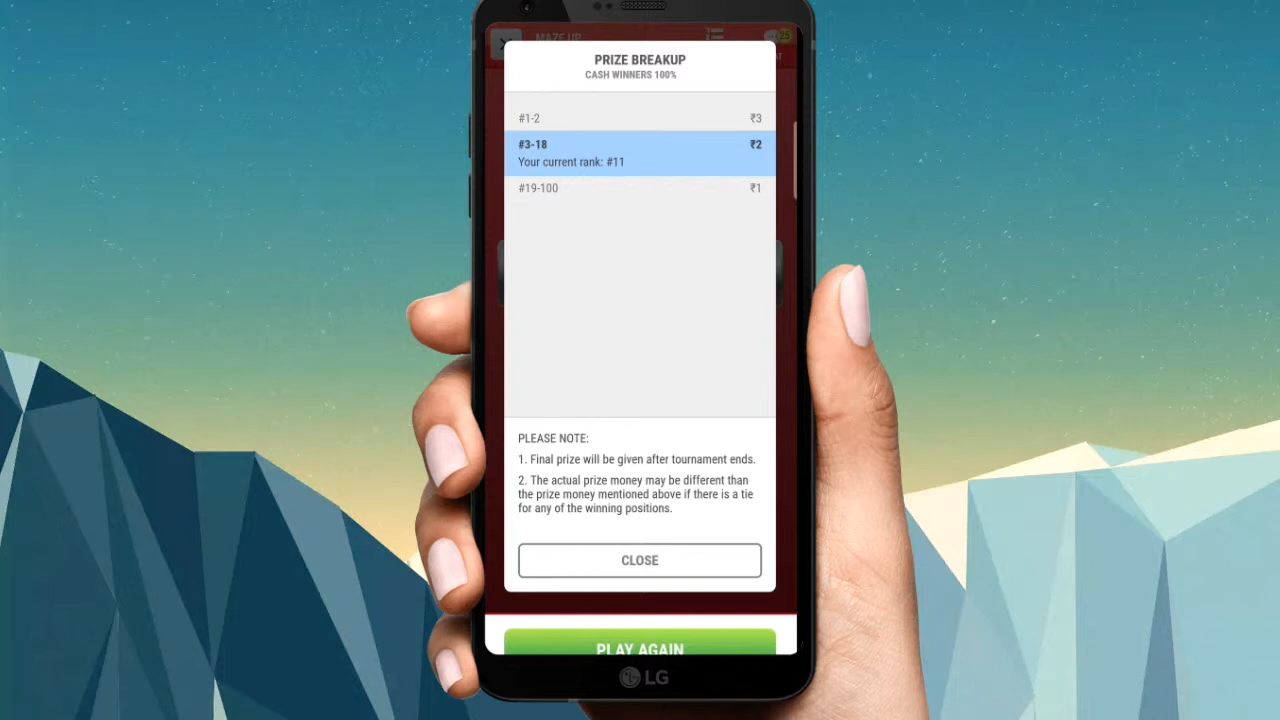 MAZE UP
25
PRIZE BREAKUP
CASH WINNERS 100%
#1-2 ₹3
#3-18 ₹2
Your current rank: #11
#19-100 ₹1
PLEASE NOTE:
1. Final prize will be given after tournament ends.
2. The actual prize money may be different than
the prize money mentioned above if there is a tie
for any of the winning positions.
CLOSE
PLAY AGAIN
LG